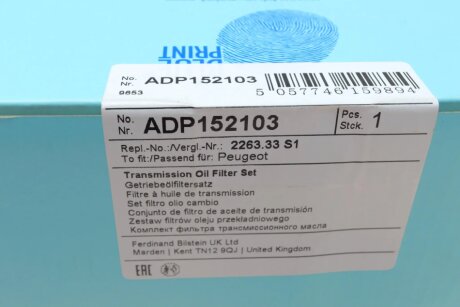 BLUE
PRINT
No.
Nr. ADP152103
9853
5 057746 159894
No.
Nr. ADP152103
Pcs.
Stck. 1
Repl.-No.:/Vergl.-Nr.: 2263.33 S1
To fit:/Passend für: Peugeot
Transmission Oil Filter Set
Getriebeölfiltersatz
Filtre à huile de transmission
Set filtro olio cambio
Conjunto de filtro de aceite de transmisión
Zestaw filtrów oleju przekładniowego
Комплект фильтра трансмиссионного масла
Ferdinand Bilstein UK Ltd
Marden | Kent TN12 9QJ | United Kingdom
EAC